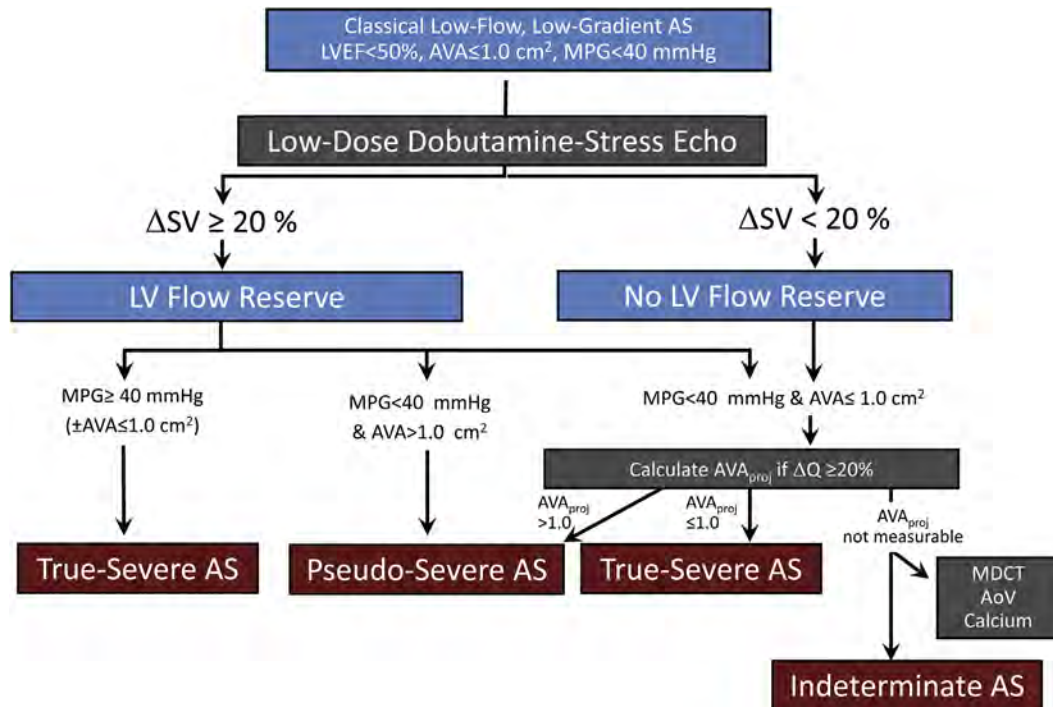 Classical Low-Flow, Low-Gradient AS
LVEF<50%, AVA≤1.0 cm², MPG<40 mmHg
Low-Dose Dobutamine-Stress Echo
ΔSV ≥ 20 %
ΔSV < 20 %
LV Flow Reserve
No LV Flow Reserve
MPG≥ 40 mmHg
(±AVA≤1.0 cm²)
MPG<40 mmHg
& AVA>1.0 cm²
MPG<40 mmHg & AVA≤ 1.0 cm²
Calculate AVAproj if ΔQ ≥20%
AVAproj
>1.0
AVAproj
≤1.0
AVAproj
not measurable
True-Severe AS
Pseudo-Severe AS
True-Severe AS
MDCT
AoV
Calcium
Indeterminate AS